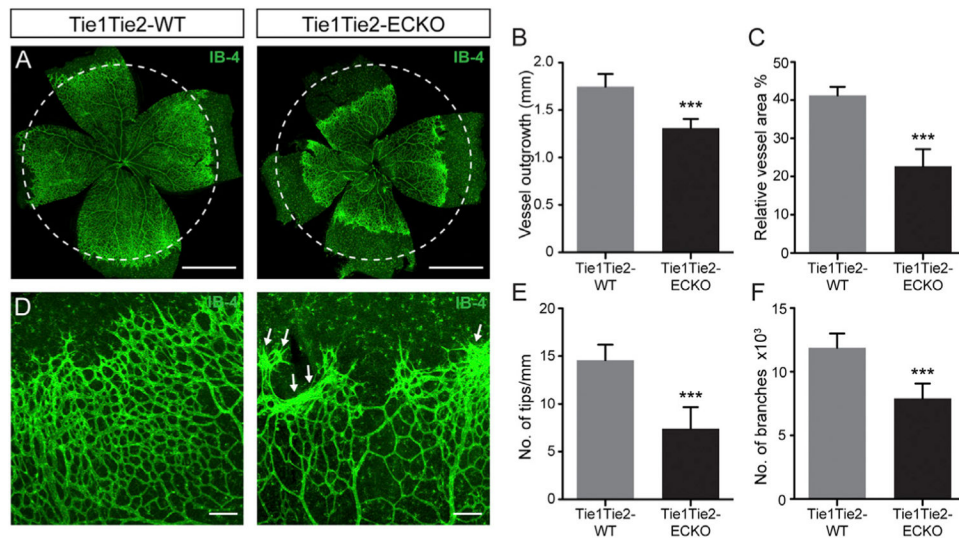 Tie1Tie2-WT
Tie1Tie2-ECKO
A
IB-4
IB-4
B
Vessel outgrowth (mm)
2.0
1.5
1.0
0.5
0.0
***
Tie1Tie2-
WT
Tie1Tie2-
ECKO
C
Relative vessel area %
50
40
30
20
10
0
***
Tie1Tie2-
WT
Tie1Tie2-
ECKO
D
IB-4
IB-4
E
No. of tips/mm
20
15
10
5
0
***
Tie1Tie2-
WT
Tie1Tie2-
ECKO
F
No. of branches x10³
15
10
5
0
***
Tie1Tie2-
WT
Tie1Tie2-
ECKO